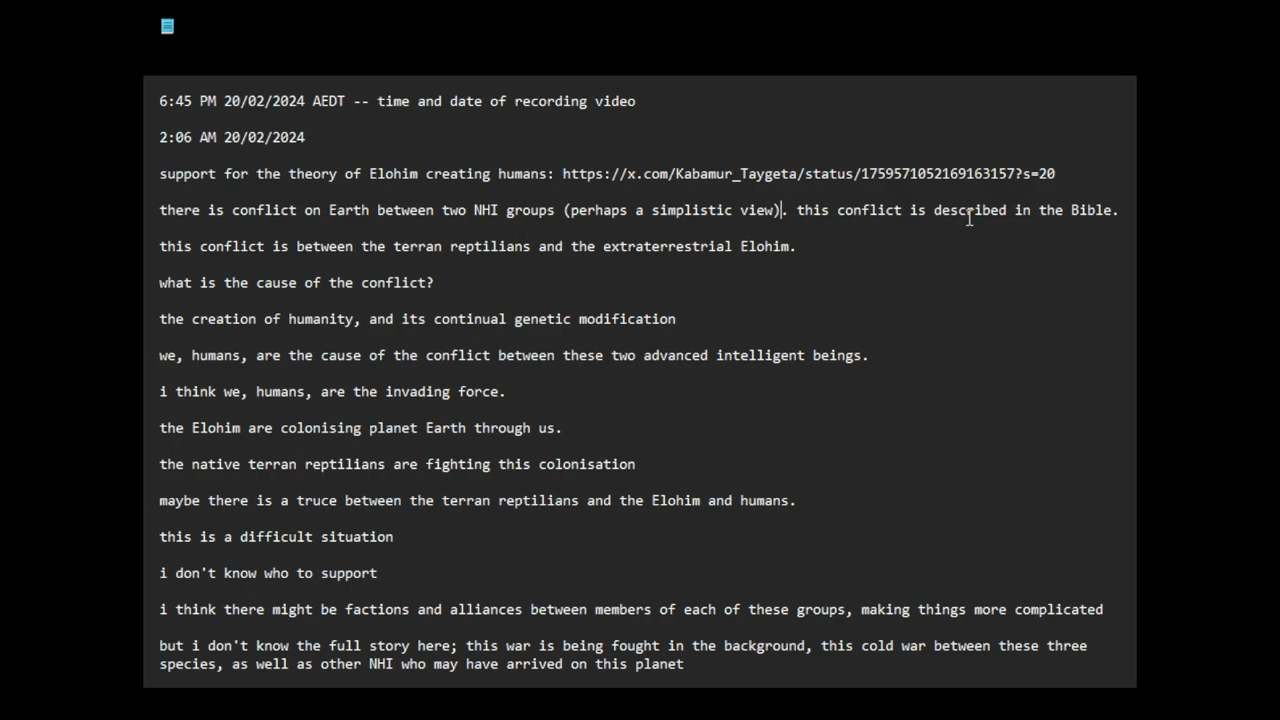 6:45 PM 20/02/2024 AEDT -- time and date of recording video
2:06 AM 20/02/2024
support for the theory of Elohim creating humans: https://x.com/Kabamur_Taygeta/status/1759571052169163157?s=20
there is conflict on Earth between two NHI groups (perhaps a simplistic view). this conflict is described in the Bible.
this conflict is between the terran reptilians and the extraterrestrial Elohim.
what is the cause of the conflict?
the creation of humanity, and its continual genetic modification
we, humans, are the cause of the conflict between these two advanced intelligent beings.
i think we, humans, are the invading force.
the Elohim are colonising planet Earth through us.
the native terran reptilians are fighting this colonisation
maybe there is a truce between the terran reptilians and the Elohim and humans.
this is a difficult situation
i don't know who to support
i think there might be factions and alliances between members of each of these groups, making things more complicated
but i don't know the full story here; this war is being fought in the background, this cold war between these three
species, as well as other NHI who may have arrived on this planet